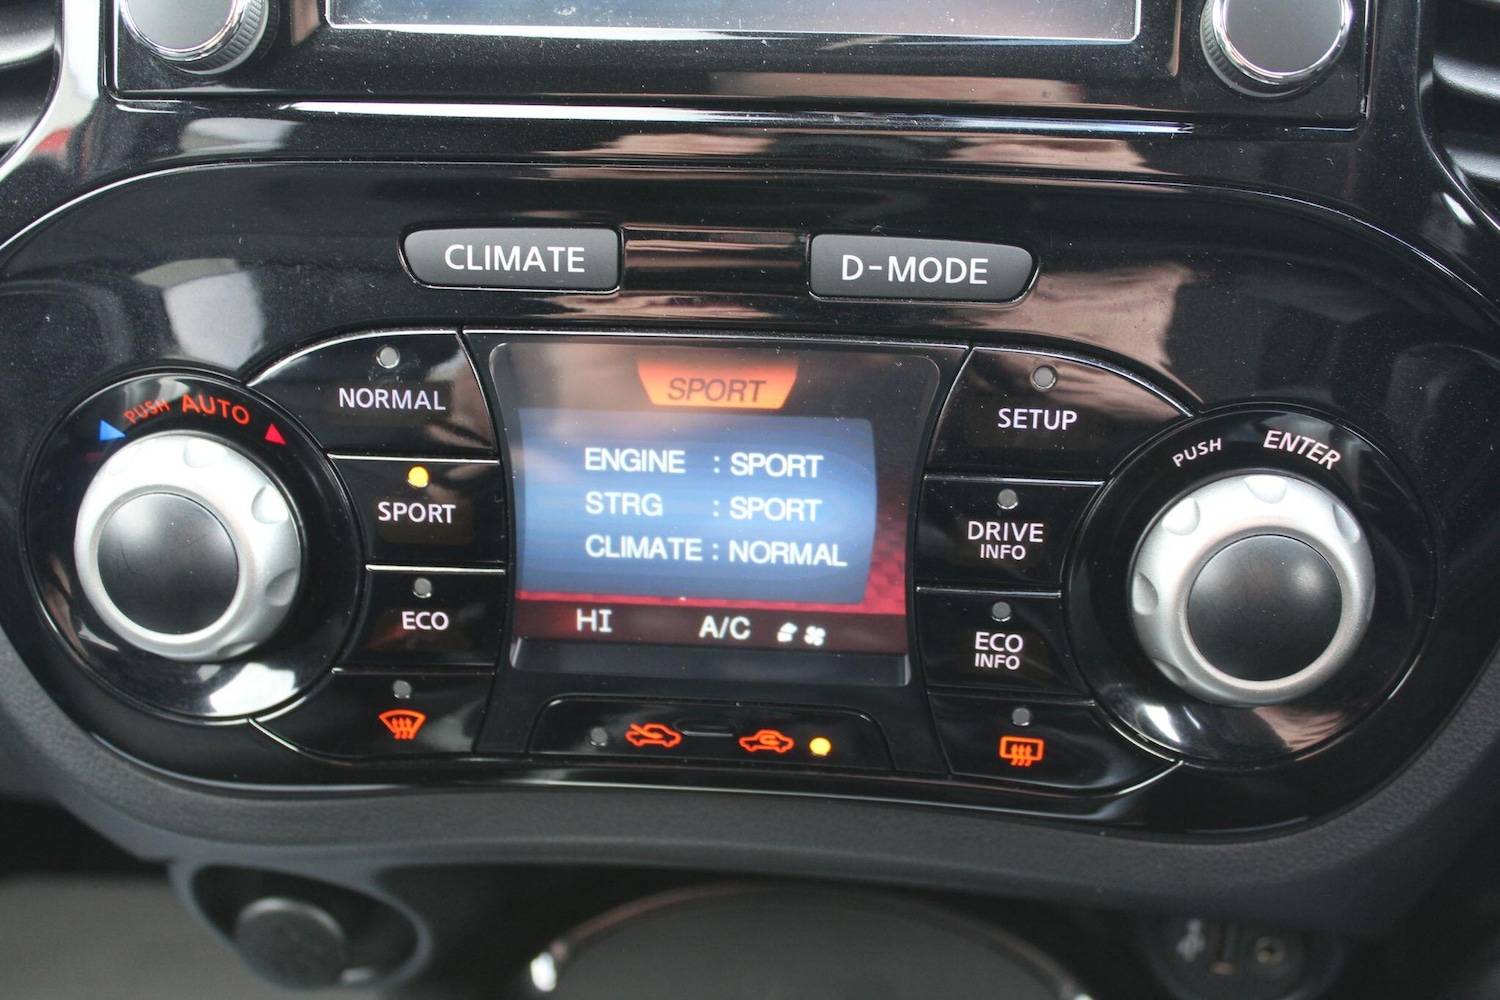 CLIMATE
D-MODE
PUSH AUTO
NORMAL
SPORT
ECO
SPORT
ENGINE : SPORT
STRG : SPORT
CLIMATE : NORMAL
HI A/C
SETUP
DRIVE
INFO
ECO
INFO
PUSH ENTER